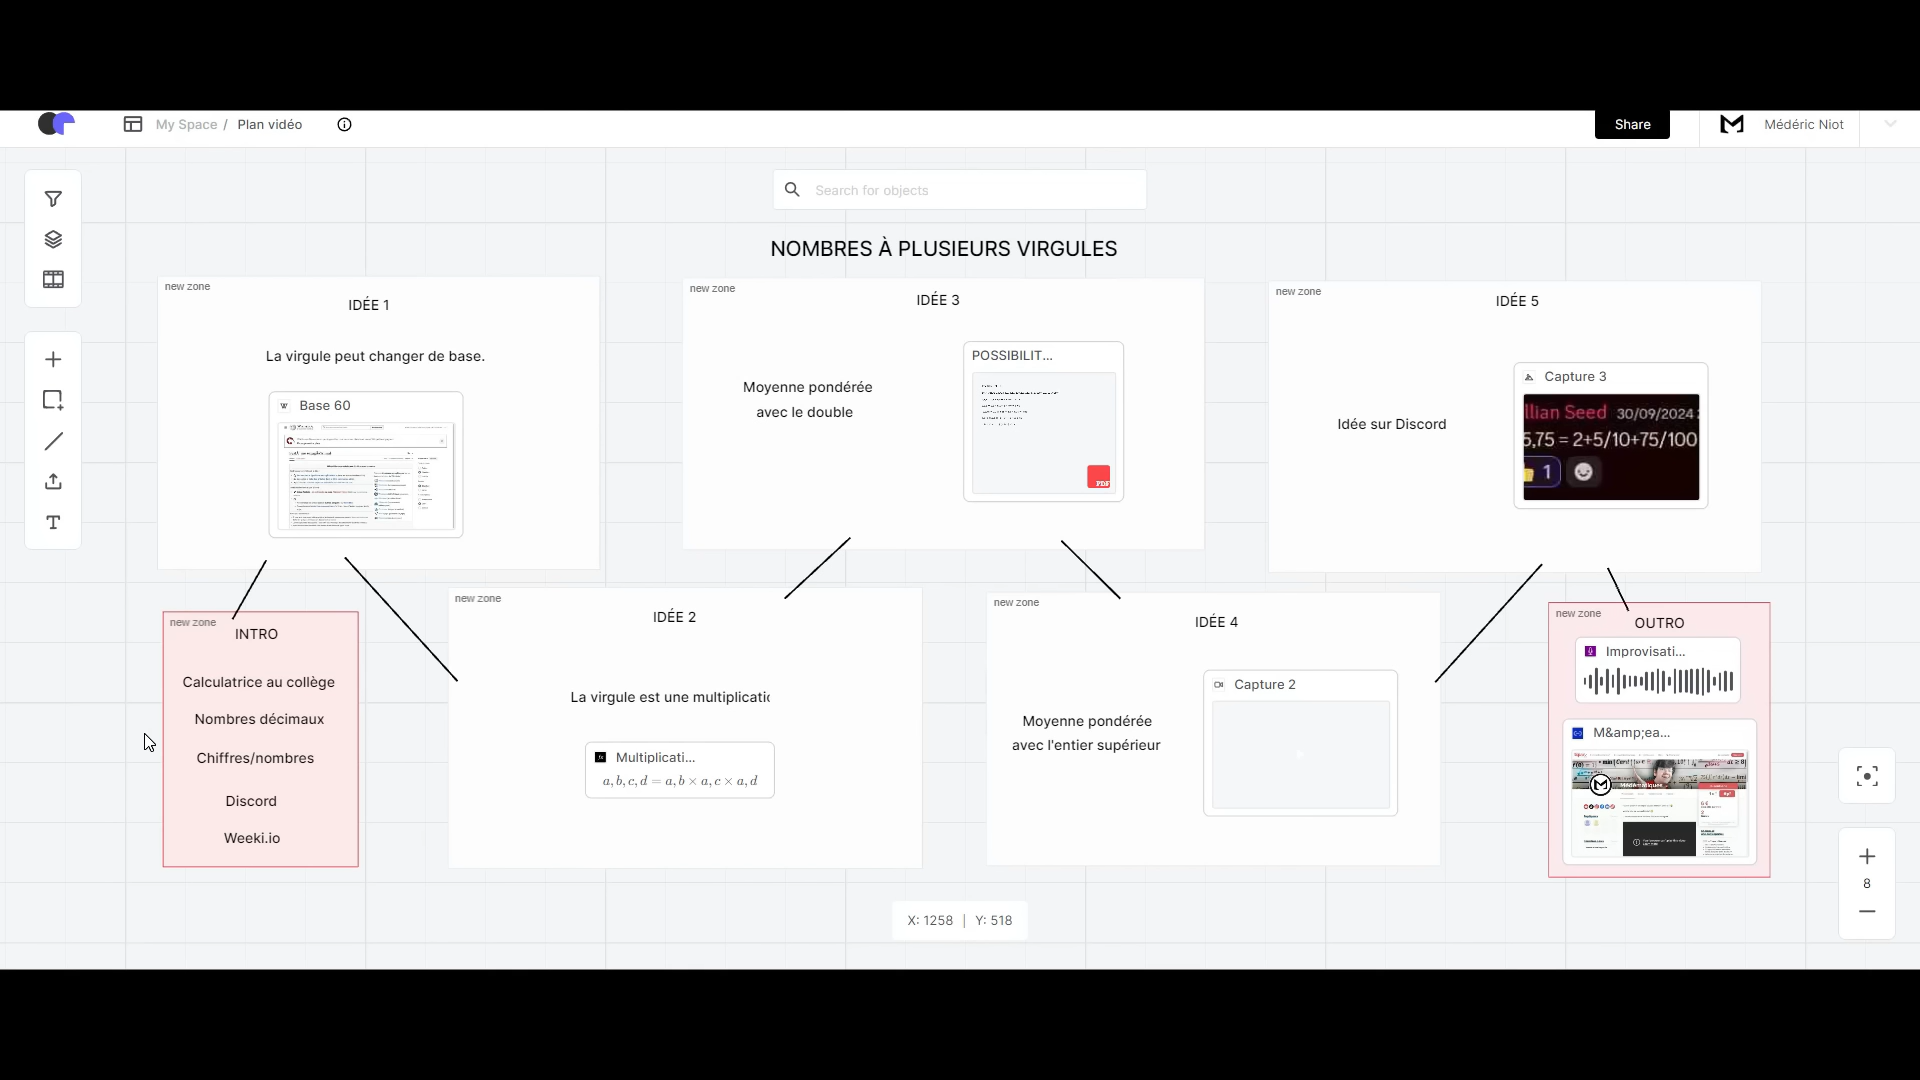 My Space / Plan vidéo
Share
Médéric Niot
Search for objects
NOMBRES À PLUSIEURS VIRGULES
new zone
IDÉE 1
La virgule peut changer de base.
W Base 60
new zone
IDÉE 3
Moyenne pondérée
avec le double
POSSIBILIT...
PDF
new zone
IDÉE 5
Idée sur Discord
Capture 3
llian Seed 30/09/2024
5,75 = 2+5/10+75/100
1
new zone
INTRO
Calculatrice au collège
Nombres décimaux
Chiffres/nombres
Discord
Weeki.io
new zone
IDÉE 2
La virgule est une multiplicatio
Multiplicati...
a, b, c, d = a, b × a, c × a, d
new zone
IDÉE 4
Moyenne pondérée
avec l'entier supérieur
Capture 2
new zone
OUTRO
Improvisati...
M&amp;ea...
Médématiques
8
X: 1258 | Y: 518